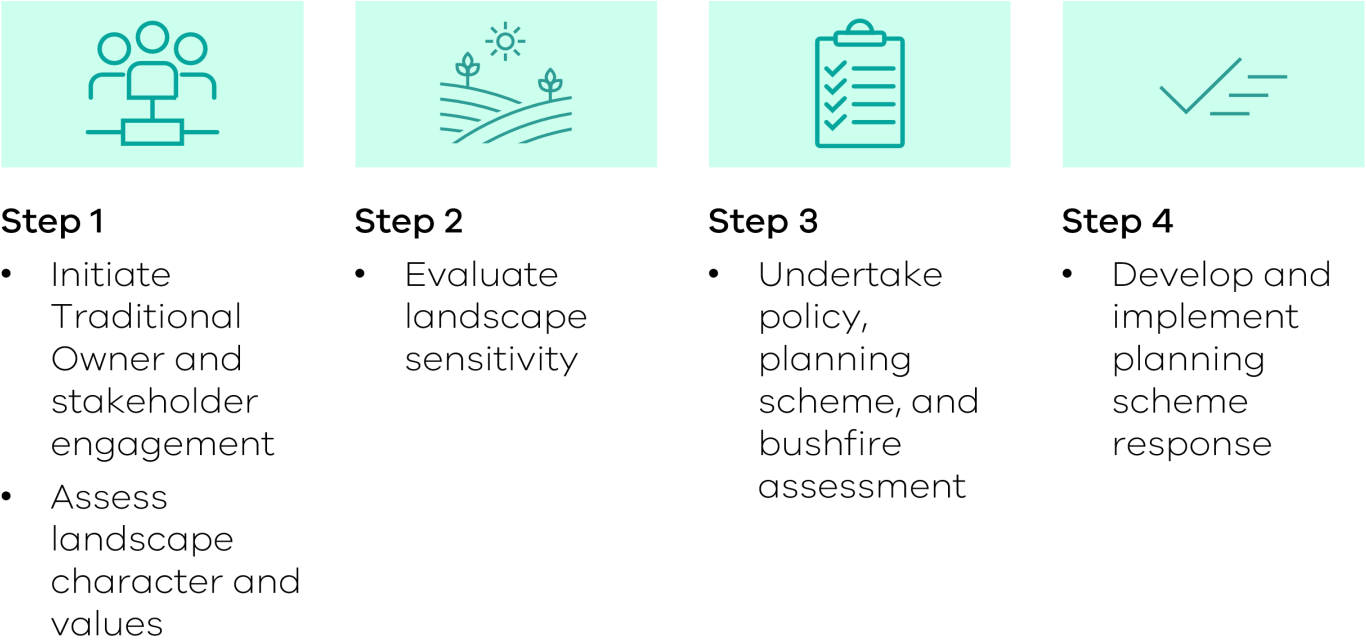 Step 1
• Initiate
Traditional
Owner and
stakeholder
engagement
• Assess
landscape
character and
values
Step 2
• Evaluate
landscape
sensitivity
Step 3
• Undertake
policy,
planning
scheme, and
bushfire
assessment
Step 4
• Develop and
implement
planning
scheme
response